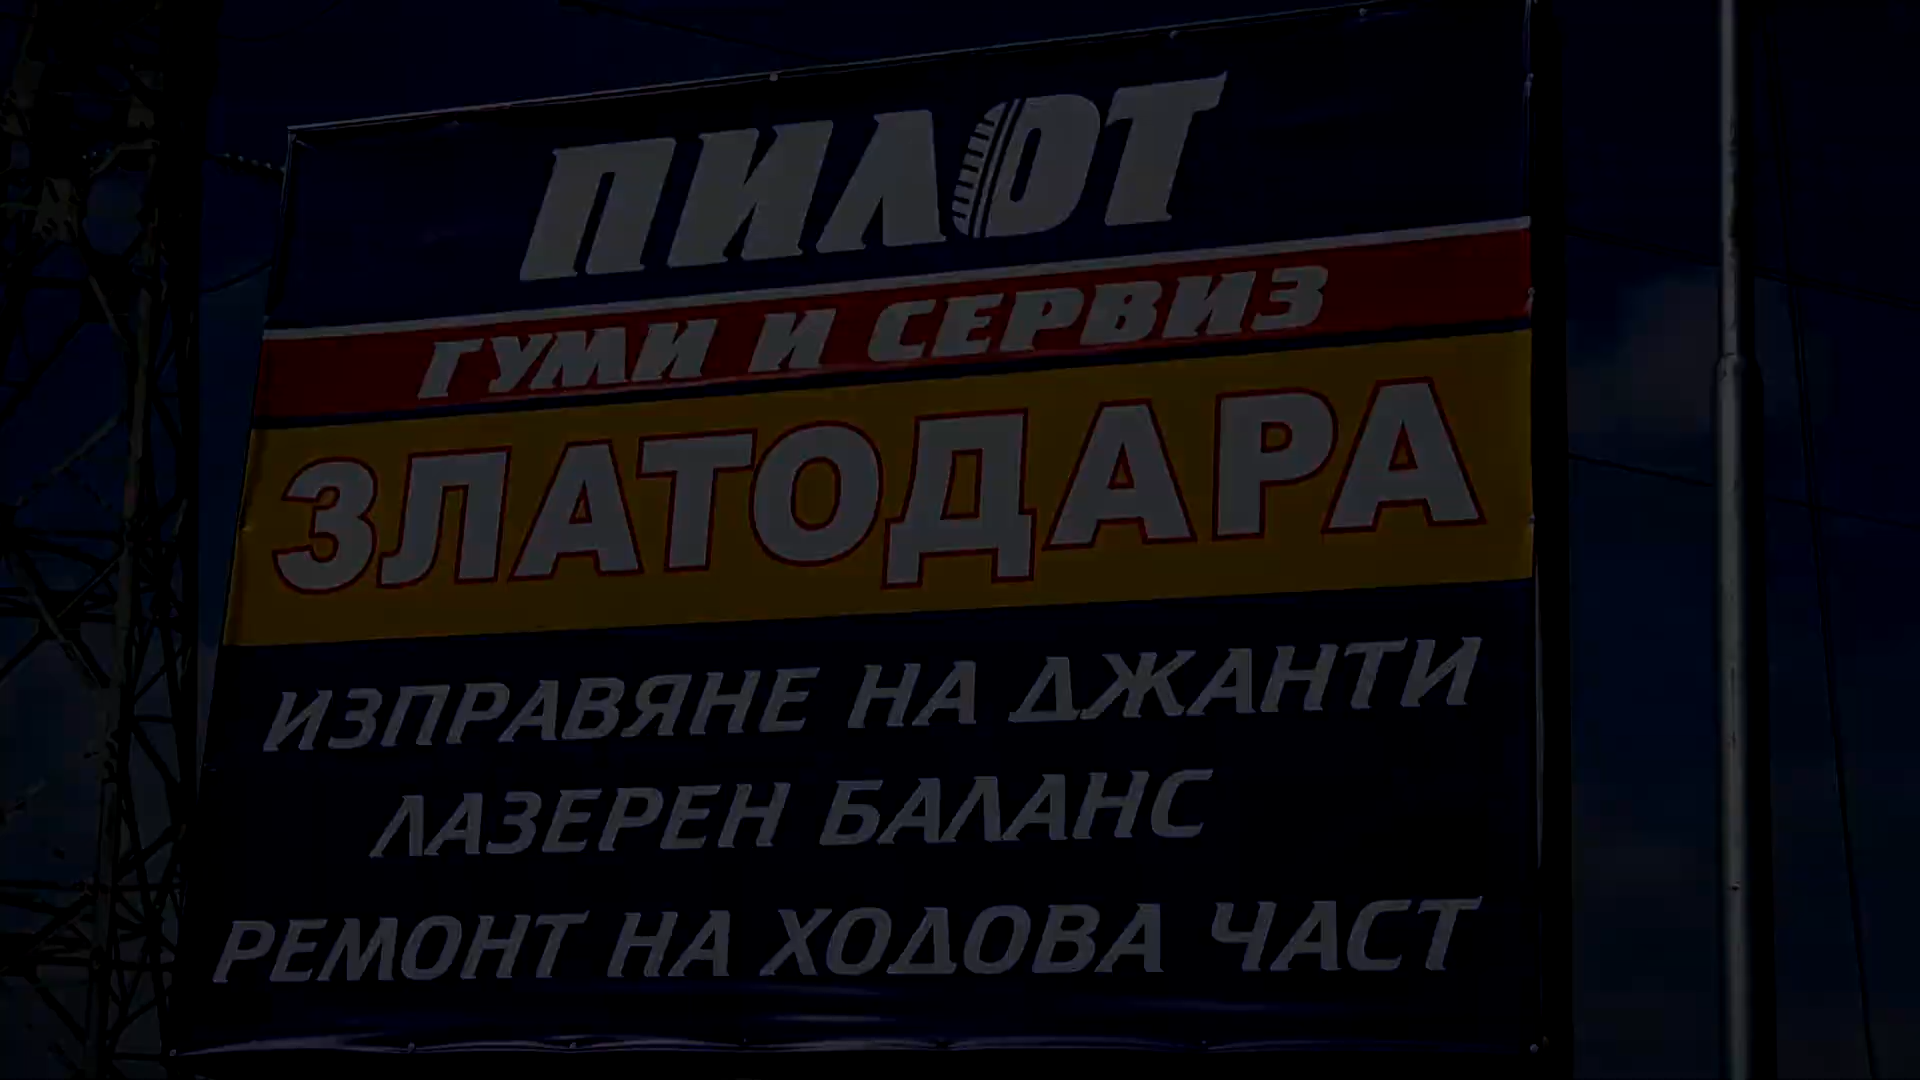 ПИЛОТ
ГУМИ И СЕРВИЗ
ЗЛАТОДАРА
ИЗПРАВЯНЕ НА ДЖАНТИ
ЛАЗЕРЕН БАЛАНС
РЕМОНТ НА ХОДОВА ЧАСТ